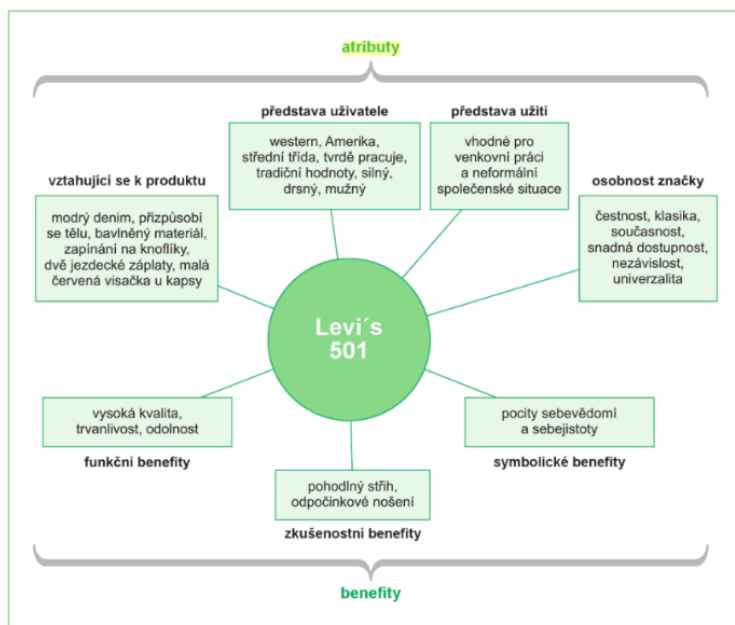 atributy
představa uživatele
western, Amerika,
střední třída, tvrdě pracuje,
tradiční hodnoty, silný,
drsný, mužný
představa užití
vhodné pro
venkovní práci
a neformální
společenské situace
vztahující se k produktu
modrý denim, přizpůsobí
se tělu, bavlněný materiál,
zapínání na knoflíky,
dvě jezdecké záplaty, malá
červená visačka u kapsy
osobnost značky
čestnost, klasika,
současnost,
snadná dostupnost,
nezávislost,
univerzalita
Levi´s
501
vysoká kvalita,
trvanlivost, odolnost
funkční benefity
pohodlný střih,
odpočinkové nošení
zkušenostní benefity
pocity sebevědomí
a sebejistoty
symbolické benefity
benefity